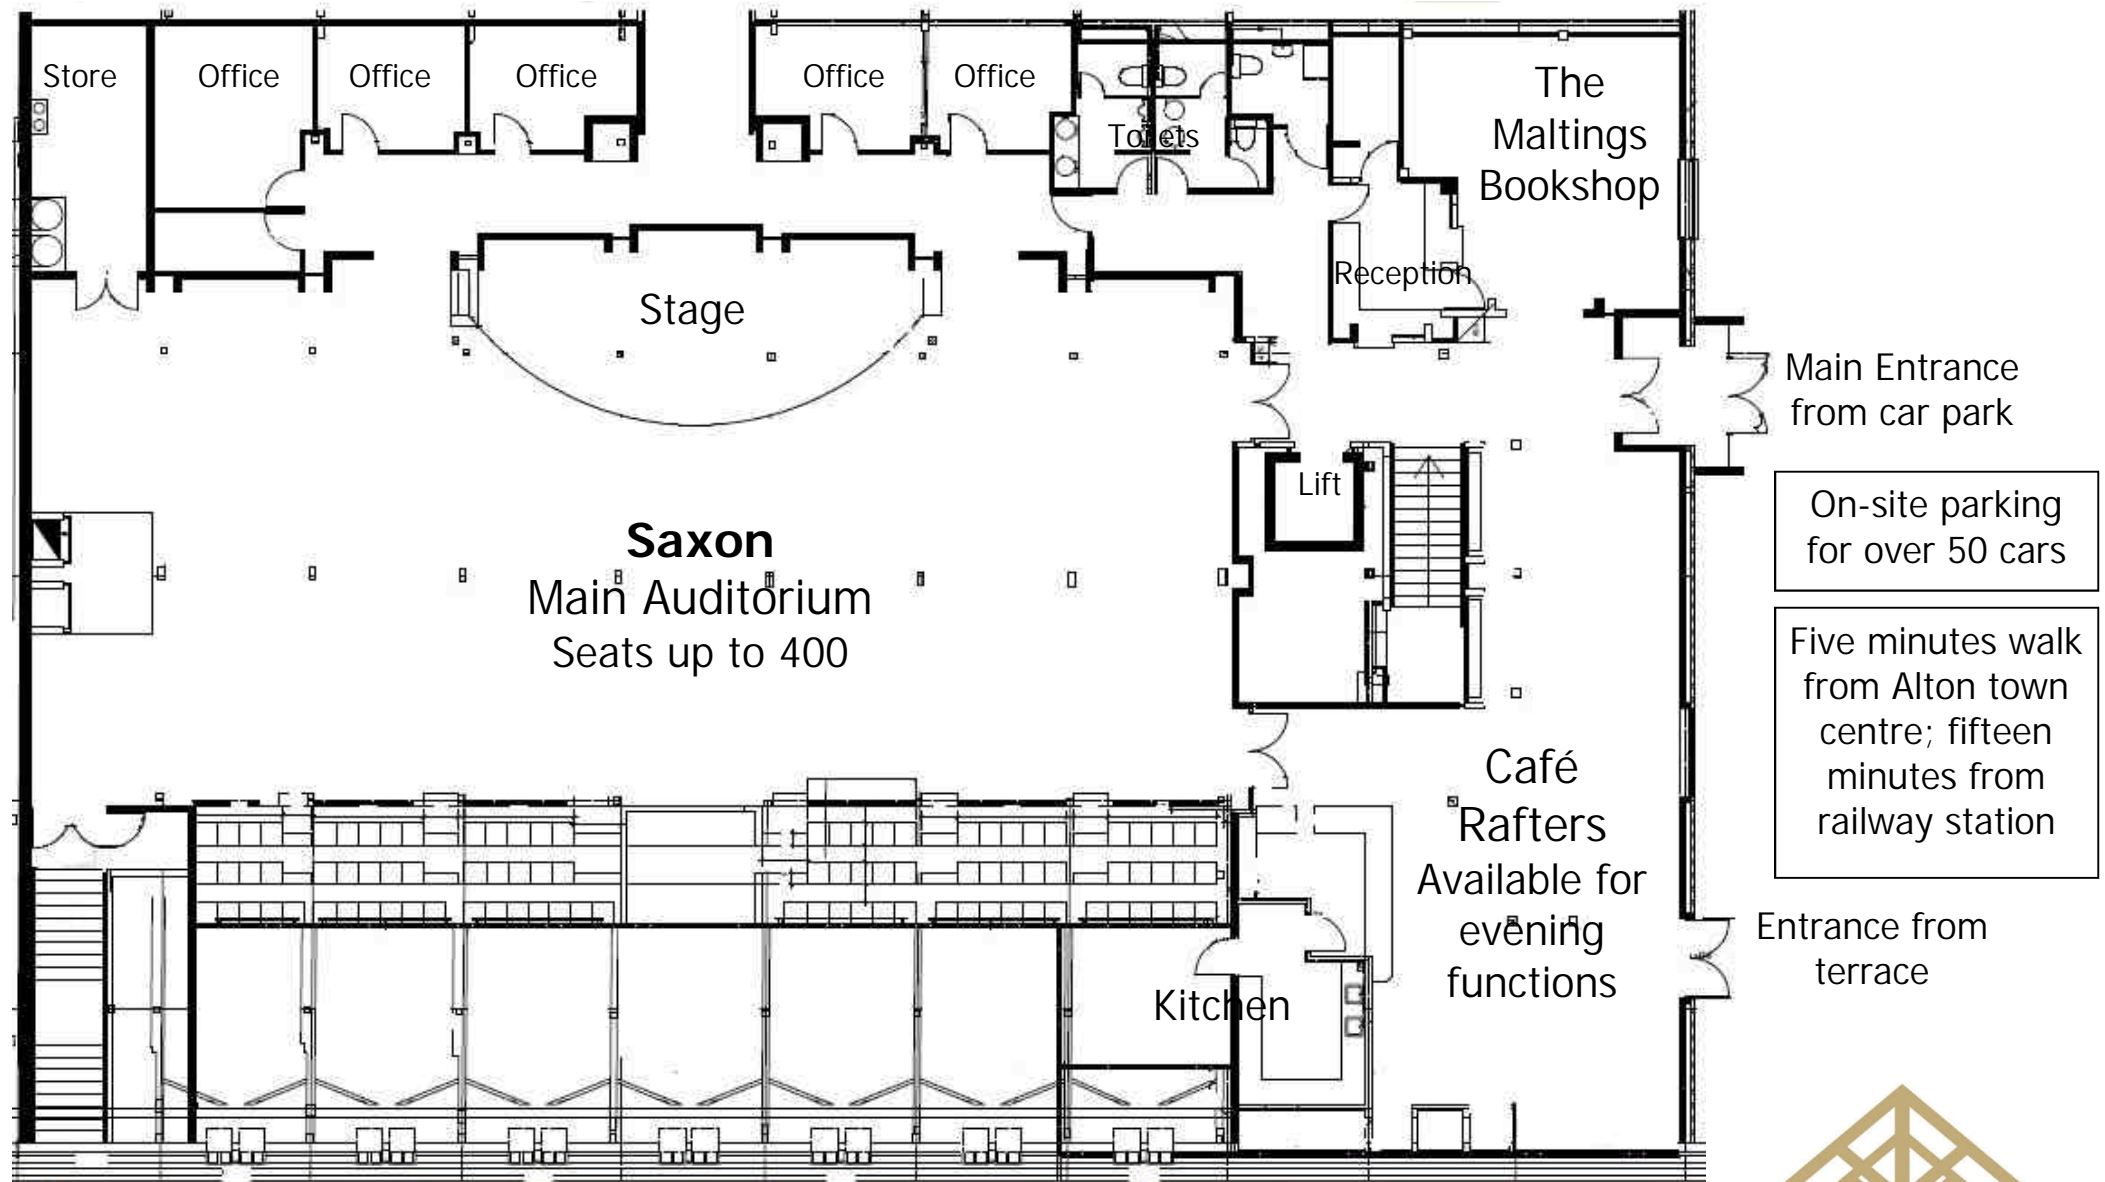 Store
Office
Office
Office
Office
Office
Toilets
The
Maltings
Bookshop
Reception
Stage
Main Entrance
from car park
Lift
On-site parking
for over 50 cars
Saxon
Main Auditorium
Seats up to 400
Five minutes walk
from Alton town
centre; fifteen
minutes from
railway station
Café
Rafters
Available for
evening
functions
Entrance from
terrace
Kitchen